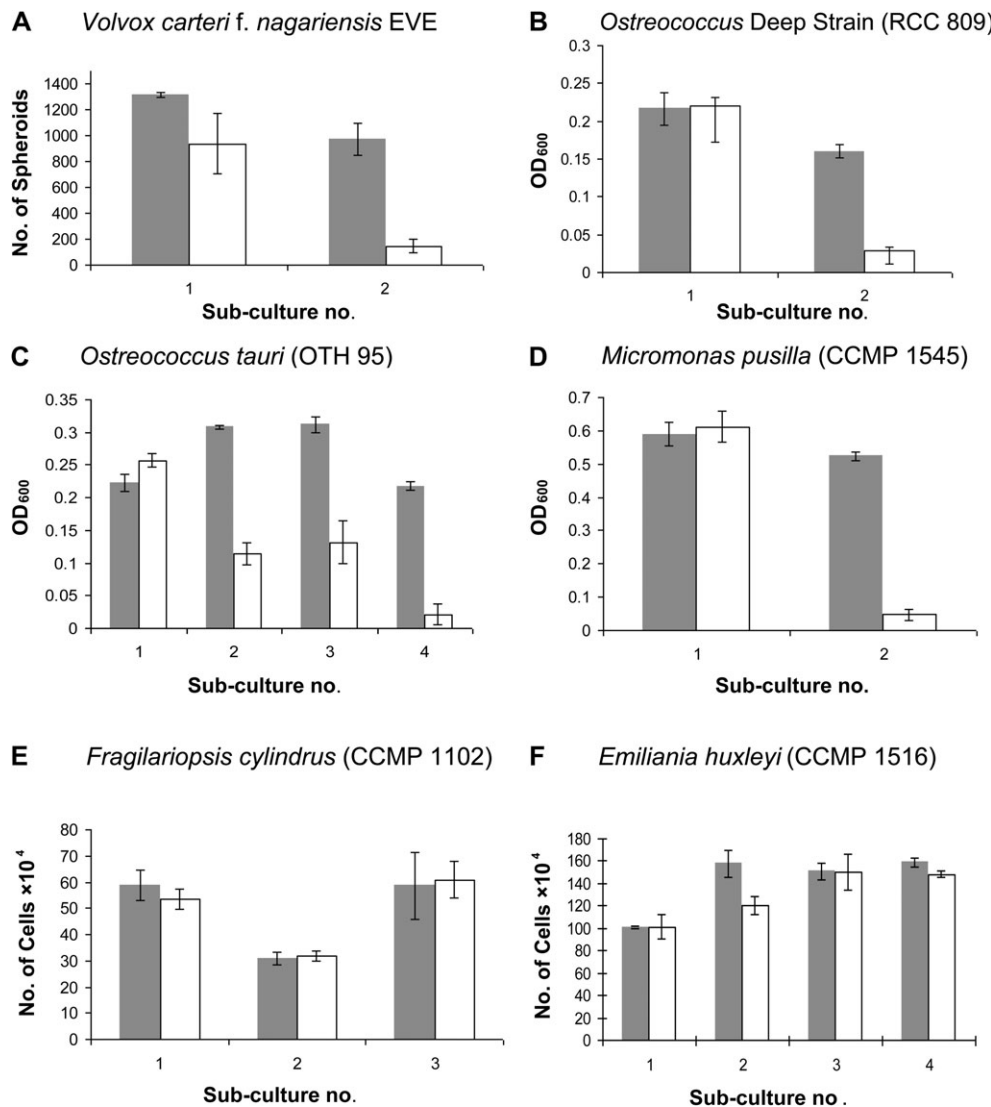 A Volvox carteri f. nagariensis EVE
No. of Spheroids
1400
1200
1000
800
600
400
200
0
1 2
Sub-culture no.
B Ostreococcus Deep Strain (RCC 809)
OD600
0.3
0.25
0.2
0.15
0.1
0.05
0
1 2
Sub-culture no.
C Ostreococcus tauri (OTH 95)
OD600
0.35
0.3
0.25
0.2
0.15
0.1
0.05
0
1 2 3 4
Sub-culture no.
D Micromonas pusilla (CCMP 1545)
OD600
0.7
0.6
0.5
0.4
0.3
0.2
0.1
0
1 2
Sub-culture no.
E Fragilariopsis cylindrus (CCMP 1102)
No. of Cells ×10⁴
80
70
60
50
40
30
20
10
0
1 2 3
Sub-culture no.
F Emiliania huxleyi (CCMP 1516)
No. of Cells ×10⁴
180
160
140
120
100
80
60
40
20
0
1 2 3 4
Sub-culture no .